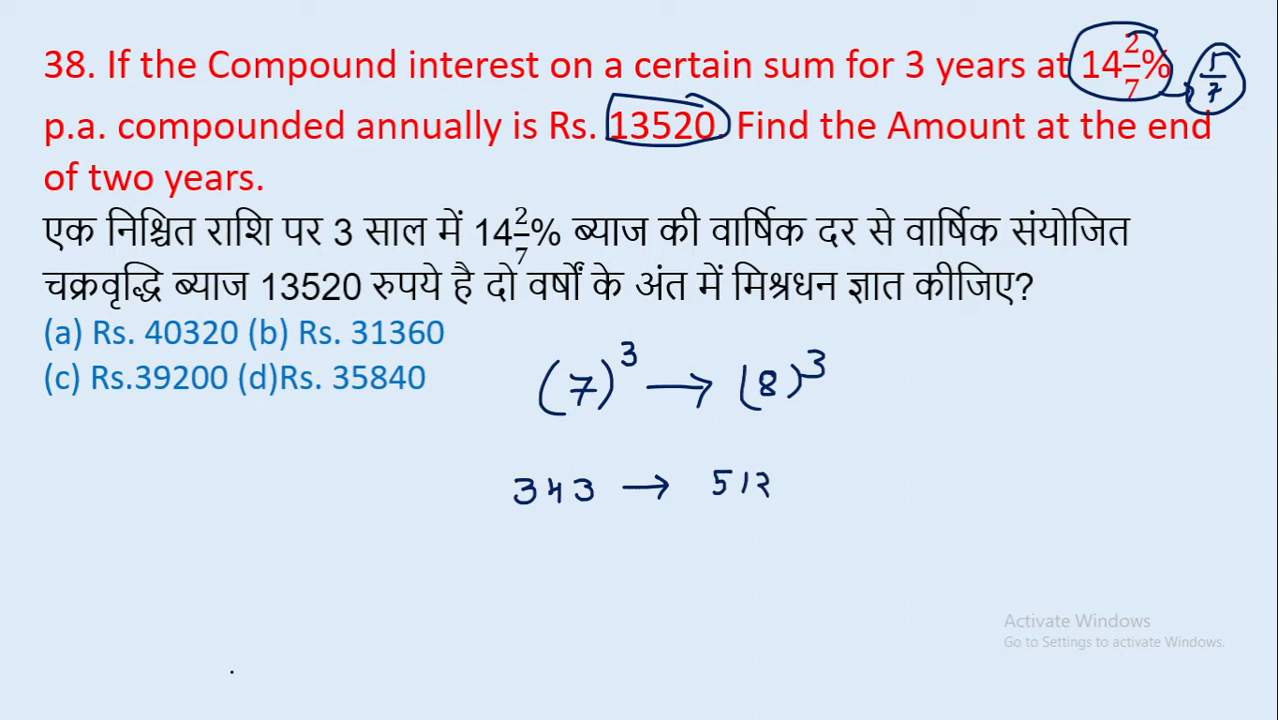 38. If the Compound interest on a certain sum for 3 years at 14 2/7% 1/7
p.a. compounded annually is Rs. 13520 Find the Amount at the end
of two years.
एक निश्चित राशि पर 3 साल में 14 2/7% ब्याज की वार्षिक दर से वार्षिक संयोजित
चक्रवृद्धि ब्याज 13520 रुपये है दो वर्षों के अंत में मिश्रधन ज्ञात कीजिए?
(a) Rs. 40320 (b) Rs. 31360
(c) Rs.39200 (d)Rs. 35840
(7)³ → (8)³
343 → 512
Activate Windows
Go to Settings to activate Windows.